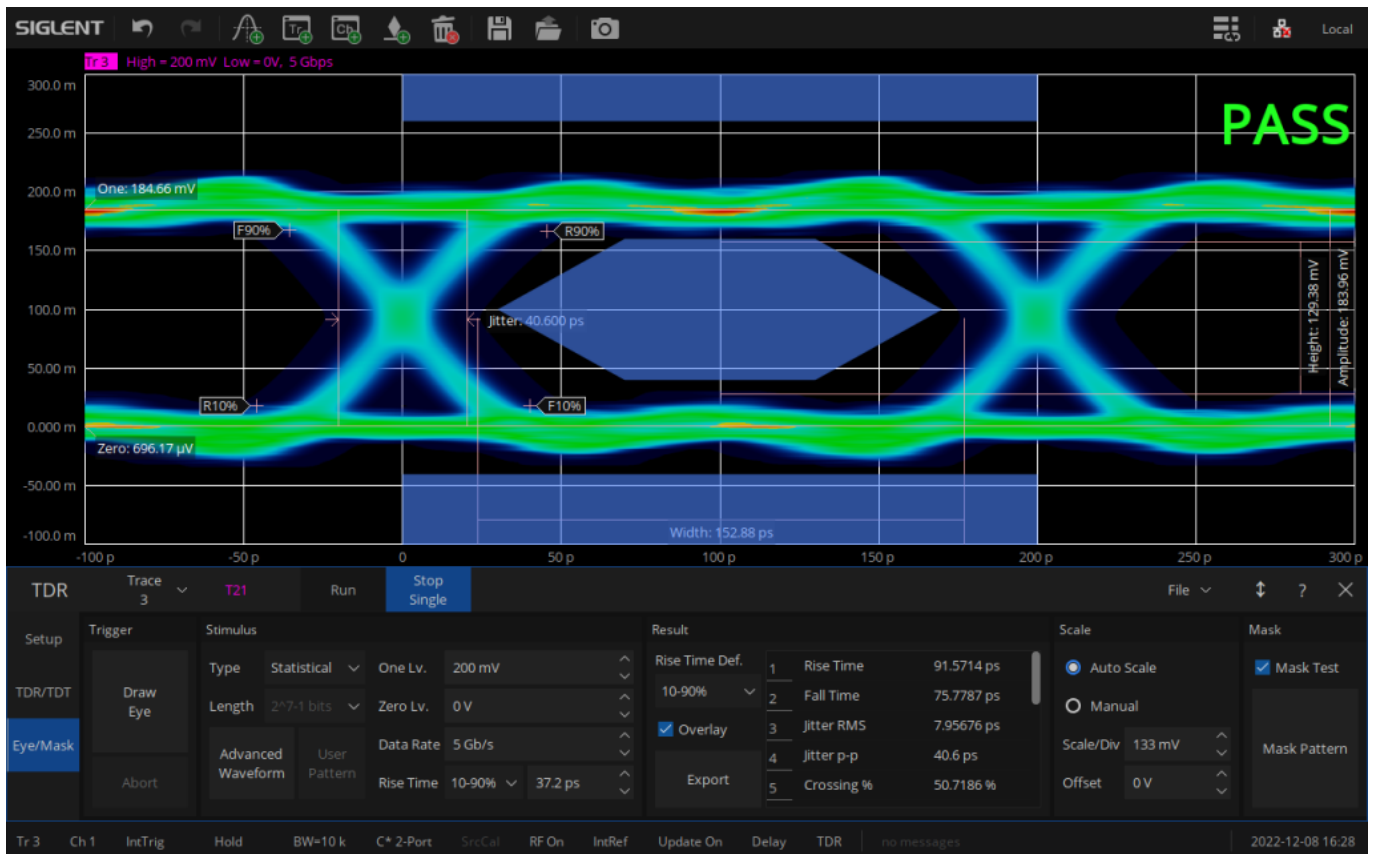 SIGLENT Tr Ch Local
Tr 3 High = 200 mV Low = 0V, 5 Gbps
300.0 m
PASS
250.0 m
200.0 m
One: 184.66 mV
F90%
R90%
150.0 m
100.0 m
Jitter: 40.600 ps
Height: 129.38 mV
Amplitude: 183.96 mV
50.00 m
R10%
F10%
0.000 m
Zero: 696.17 µV
-50.00 m
Width: 152.88 ps
-100.0 m
-100 p -50 p 0 50 p 100 p 150 p 200 p 250 p 300 p
TDR Trace 3 T21 Run Stop Single File ?
Setup
TDR/TDT
Eye/Mask
Trigger
Draw
Eye
Abort
Stimulus
Type Statistical One Lv. 200 mV
Length 2^7-1 bits Zero Lv. 0 V
Advanced Waveform User Pattern
Data Rate 5 Gb/s
Rise Time 10-90% 37.2 ps
Result
Rise Time Def.
10-90%
Overlay
Export
1 Rise Time 91.5714 ps
2 Fall Time 75.7787 ps
3 Jitter RMS 7.95676 ps
4 Jitter p-p 40.6 ps
5 Crossing % 50.7186 %
Scale
Auto Scale
Manual
Scale/Div 133 mV
Offset 0 V
Mask
Mask Test
Mask Pattern
Tr 3 Ch 1 IntTrig Hold BW=10 k C* 2-Port SrcCal RF On IntRef Update On Delay TDR no messages 2022-12-08 16:28